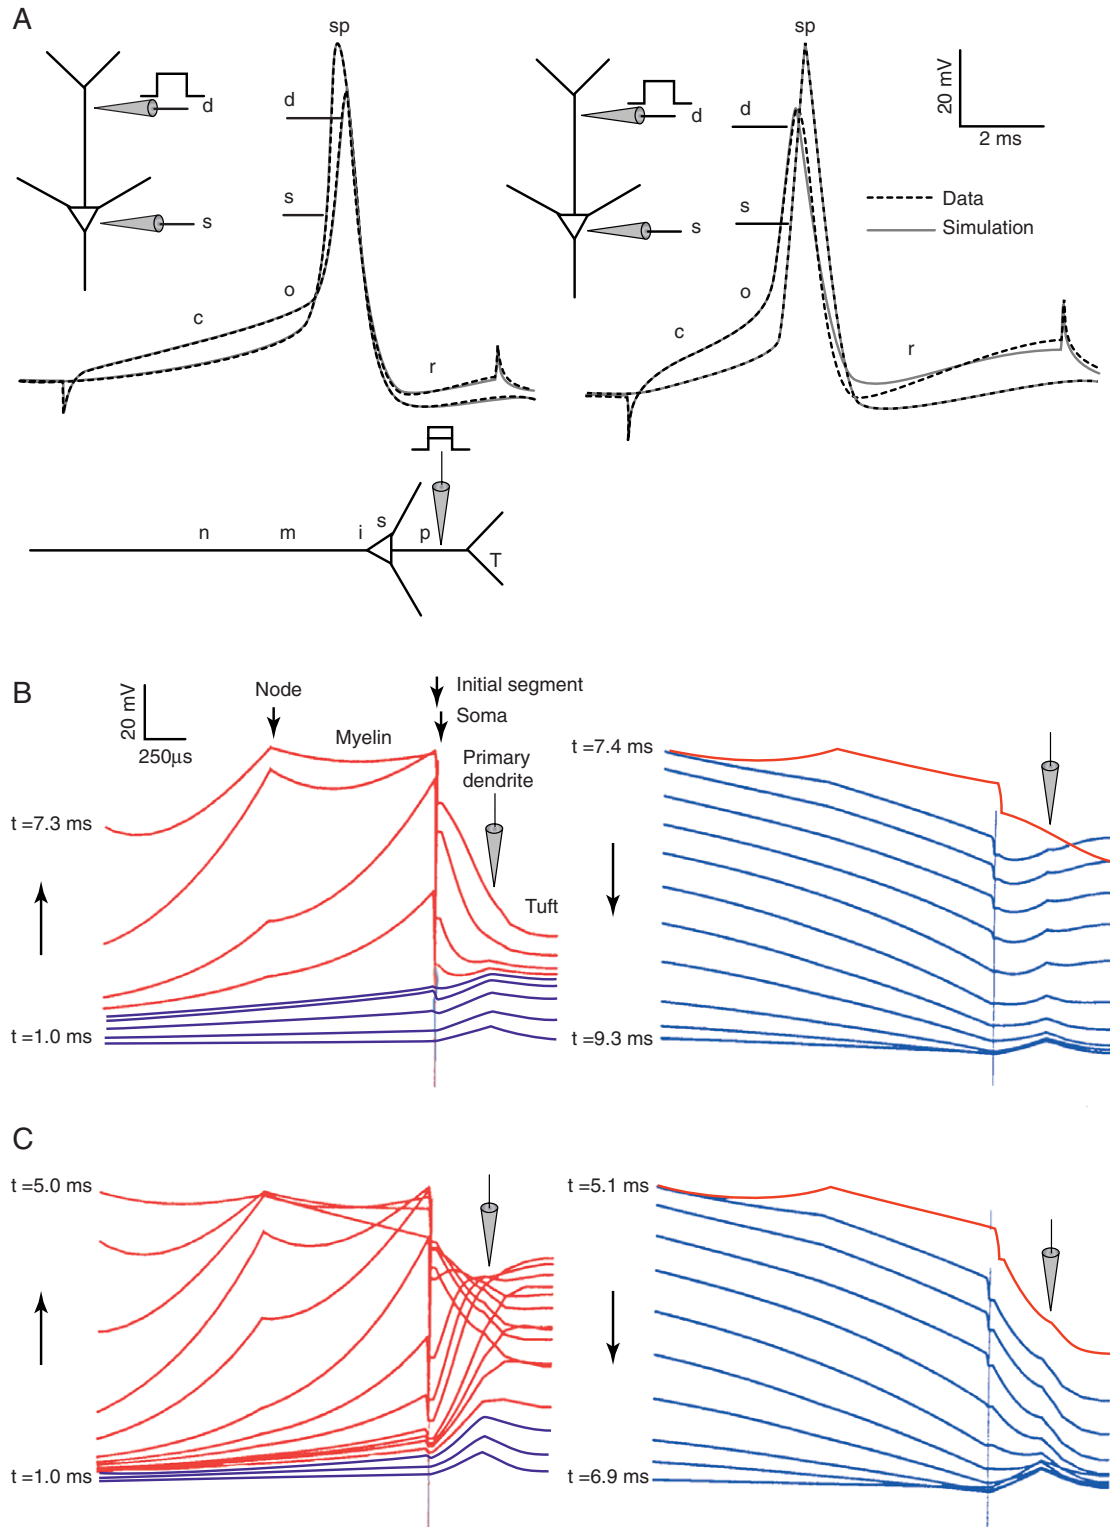 A
sp
d
d
s
s
o
c
r
sp
d
d
s
s
o
c
r
20 mV
2 ms
Data
Simulation
n
m
i
s
p
T
B
20 mV
250µs
Node
Myelin
Initial segment
Soma
Primary
dendrite
Tuft
t =7.3 ms
t =1.0 ms
t =7.4 ms
t =9.3 ms
C
t =5.0 ms
t =1.0 ms
t =5.1 ms
t =6.9 ms